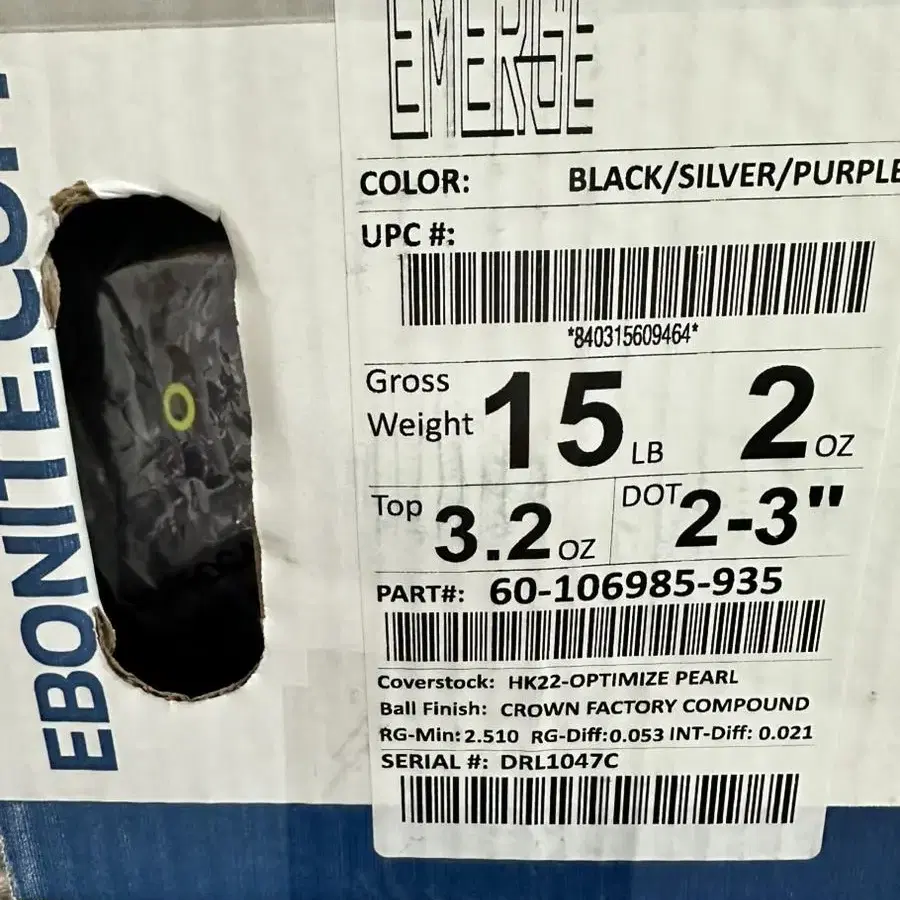 EBONITE.COM
EMERGE
COLOR: BLACK/SILVER/PURPLE
UPC #:
*840315609464*
Gross Weight 15 LB 2 OZ
Top 3.2 OZ DOT 2-3"
PART#: 60-106985-935
Coverstock: HK22-OPTIMIZE PEARL
Ball Finish: CROWN FACTORY COMPOUND
RG-Min: 2.510 RG-Diff: 0.053 INT-Diff: 0.021
SERIAL #: DRL1047C